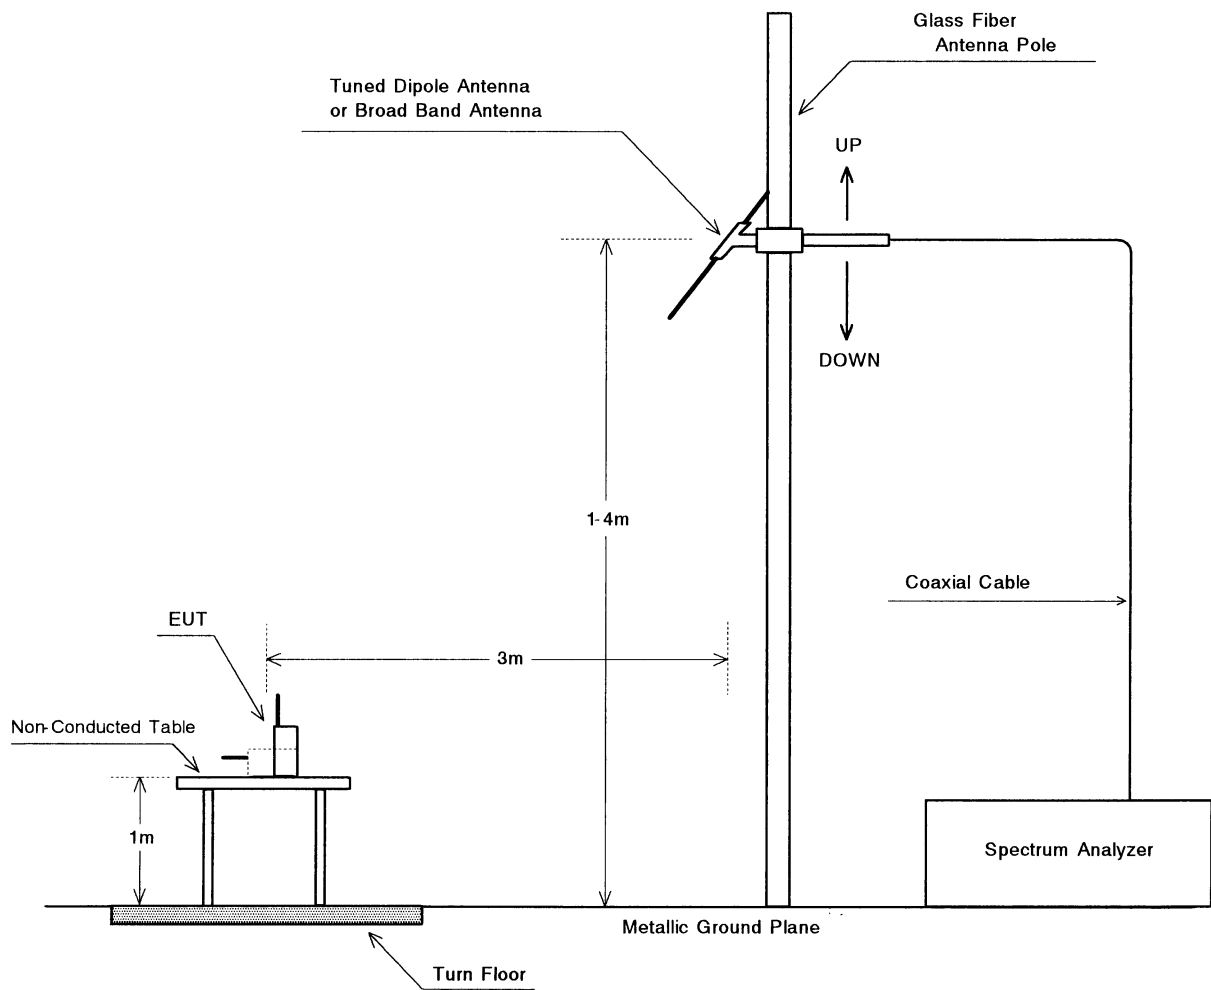 Glass Fiber
Antenna Pole
Tuned Dipole Antenna
or Broad Band Antenna
UP
DOWN
1-4m
Coaxial Cable
EUT
3m
Non-Conducted Table
1m
Spectrum Analyzer
Metallic Ground Plane
Turn Floor